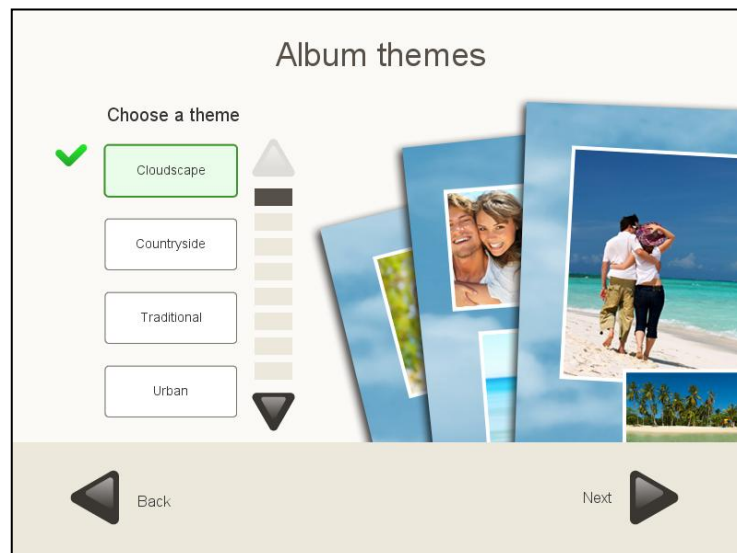 Album themes
Choose a theme
Cloudscape
Countryside
Traditional
Urban
Back
Next